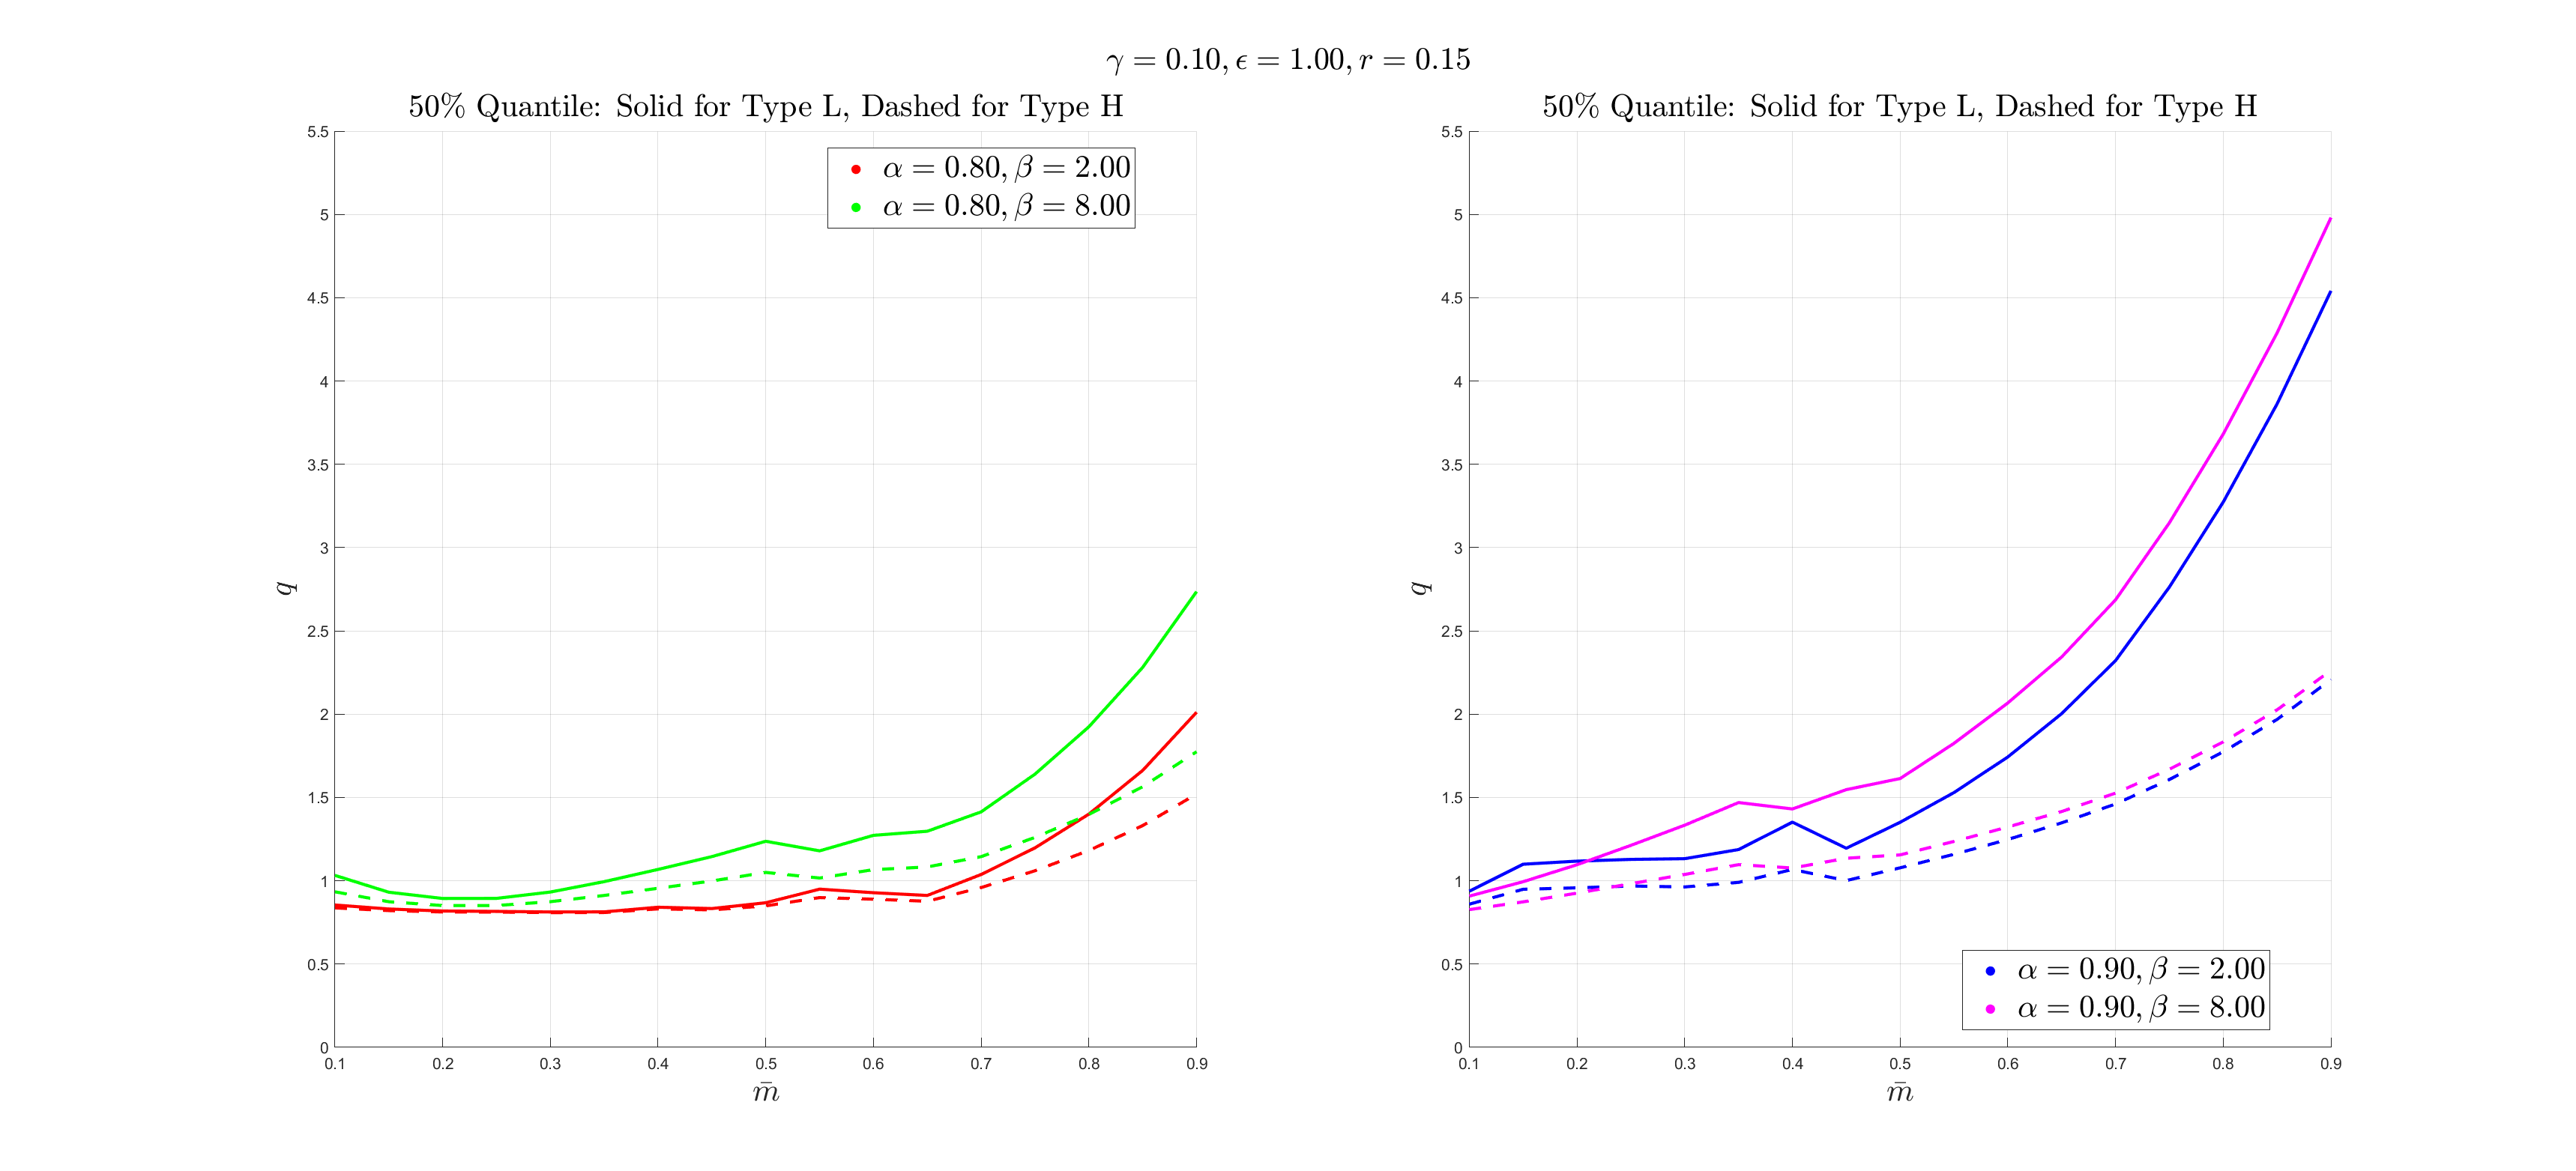 γ = 0.10, ϵ = 1.00, r = 0.15
50% Quantile: Solid for Type L, Dashed for Type H
5.5
5
4.5
4
3.5
3
2.5
2
1.5
1
0.5
0
q
α = 0.80, β = 2.00
α = 0.80, β = 8.00
0.1 0.2 0.3 0.4 0.5 0.6 0.7 0.8 0.9
m̄
50% Quantile: Solid for Type L, Dashed for Type H
5.5
5
4.5
4
3.5
3
2.5
2
1.5
1
0.5
0
q
α = 0.90, β = 2.00
α = 0.90, β = 8.00
0.1 0.2 0.3 0.4 0.5 0.6 0.7 0.8 0.9
m̄